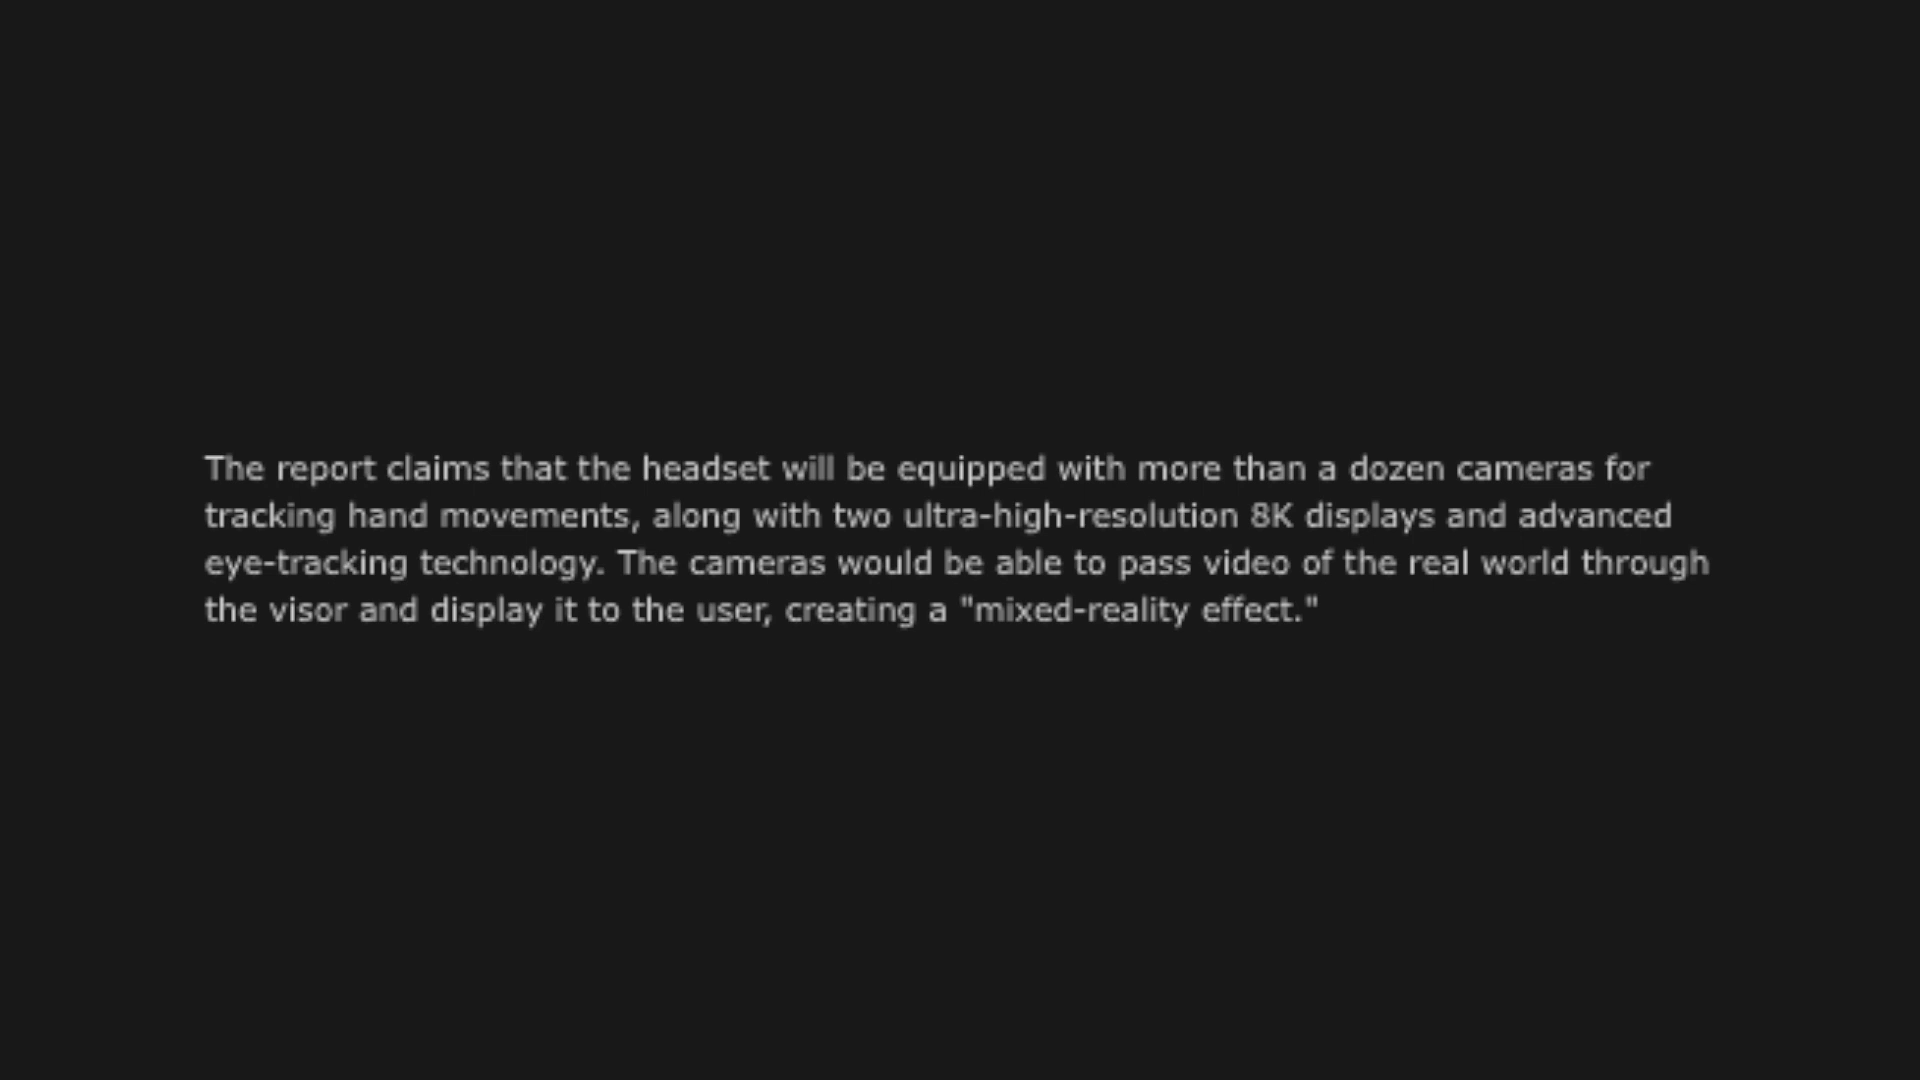 The report claims that the headset will be equipped with more than a dozen cameras for
tracking hand movements, along with two ultra-high-resolution 8K displays and advanced
eye-tracking technology. The cameras would be able to pass video of the real world through
the visor and display it to the user, creating a "mixed-reality effect."